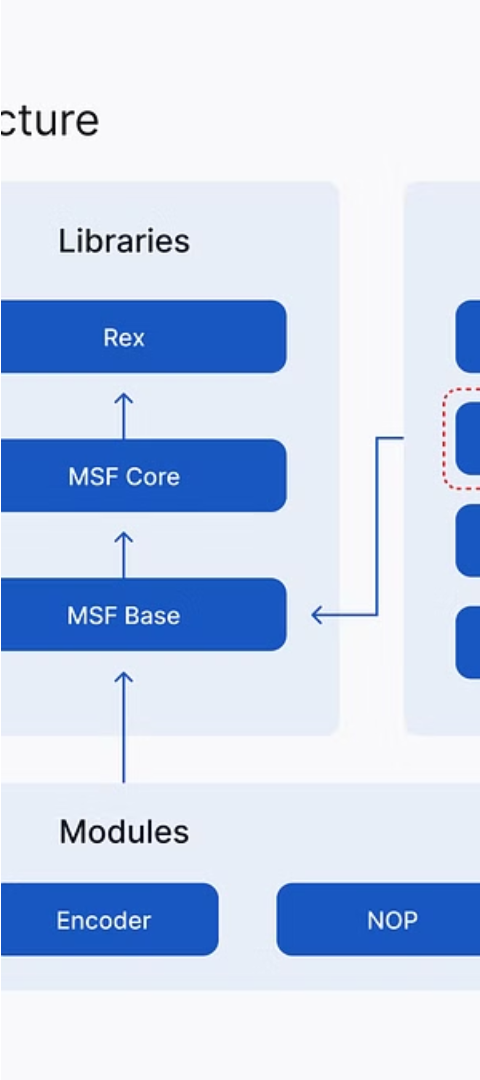 cture
Libraries
Rex
MSF Core
MSF Base
Modules
Encoder
NOP